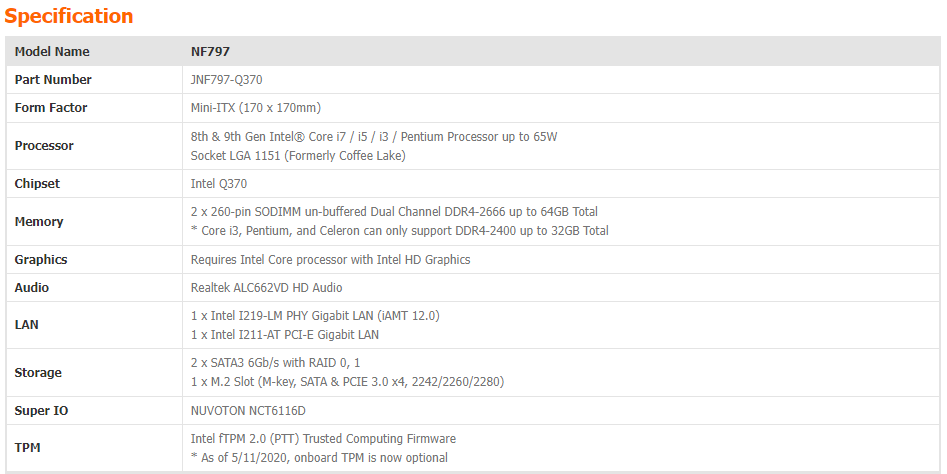 Specification
Model Name NF797
Part Number JNF797-Q370
Form Factor Mini-ITX (170 x 170mm)
Processor 8th & 9th Gen Intel® Core i7 / i5 / i3 / Pentium Processor up to 65W
Socket LGA 1151 (Formerly Coffee Lake)
Chipset Intel Q370
Memory 2 x 260-pin SODIMM un-buffered Dual Channel DDR4-2666 up to 64GB Total
* Core i3, Pentium, and Celeron can only support DDR4-2400 up to 32GB Total
Graphics Requires Intel Core processor with Intel HD Graphics
Audio Realtek ALC662VD HD Audio
LAN 1 x Intel I219-LM PHY Gigabit LAN (iAMT 12.0)
1 x Intel I211-AT PCI-E Gigabit LAN
Storage 2 x SATA3 6Gb/s with RAID 0, 1
1 x M.2 Slot (M-key, SATA & PCIE 3.0 x4, 2242/2260/2280)
Super IO NUVOTON NCT6116D
TPM Intel fTPM 2.0 (PTT) Trusted Computing Firmware
* As of 5/11/2020, onboard TPM is now optional